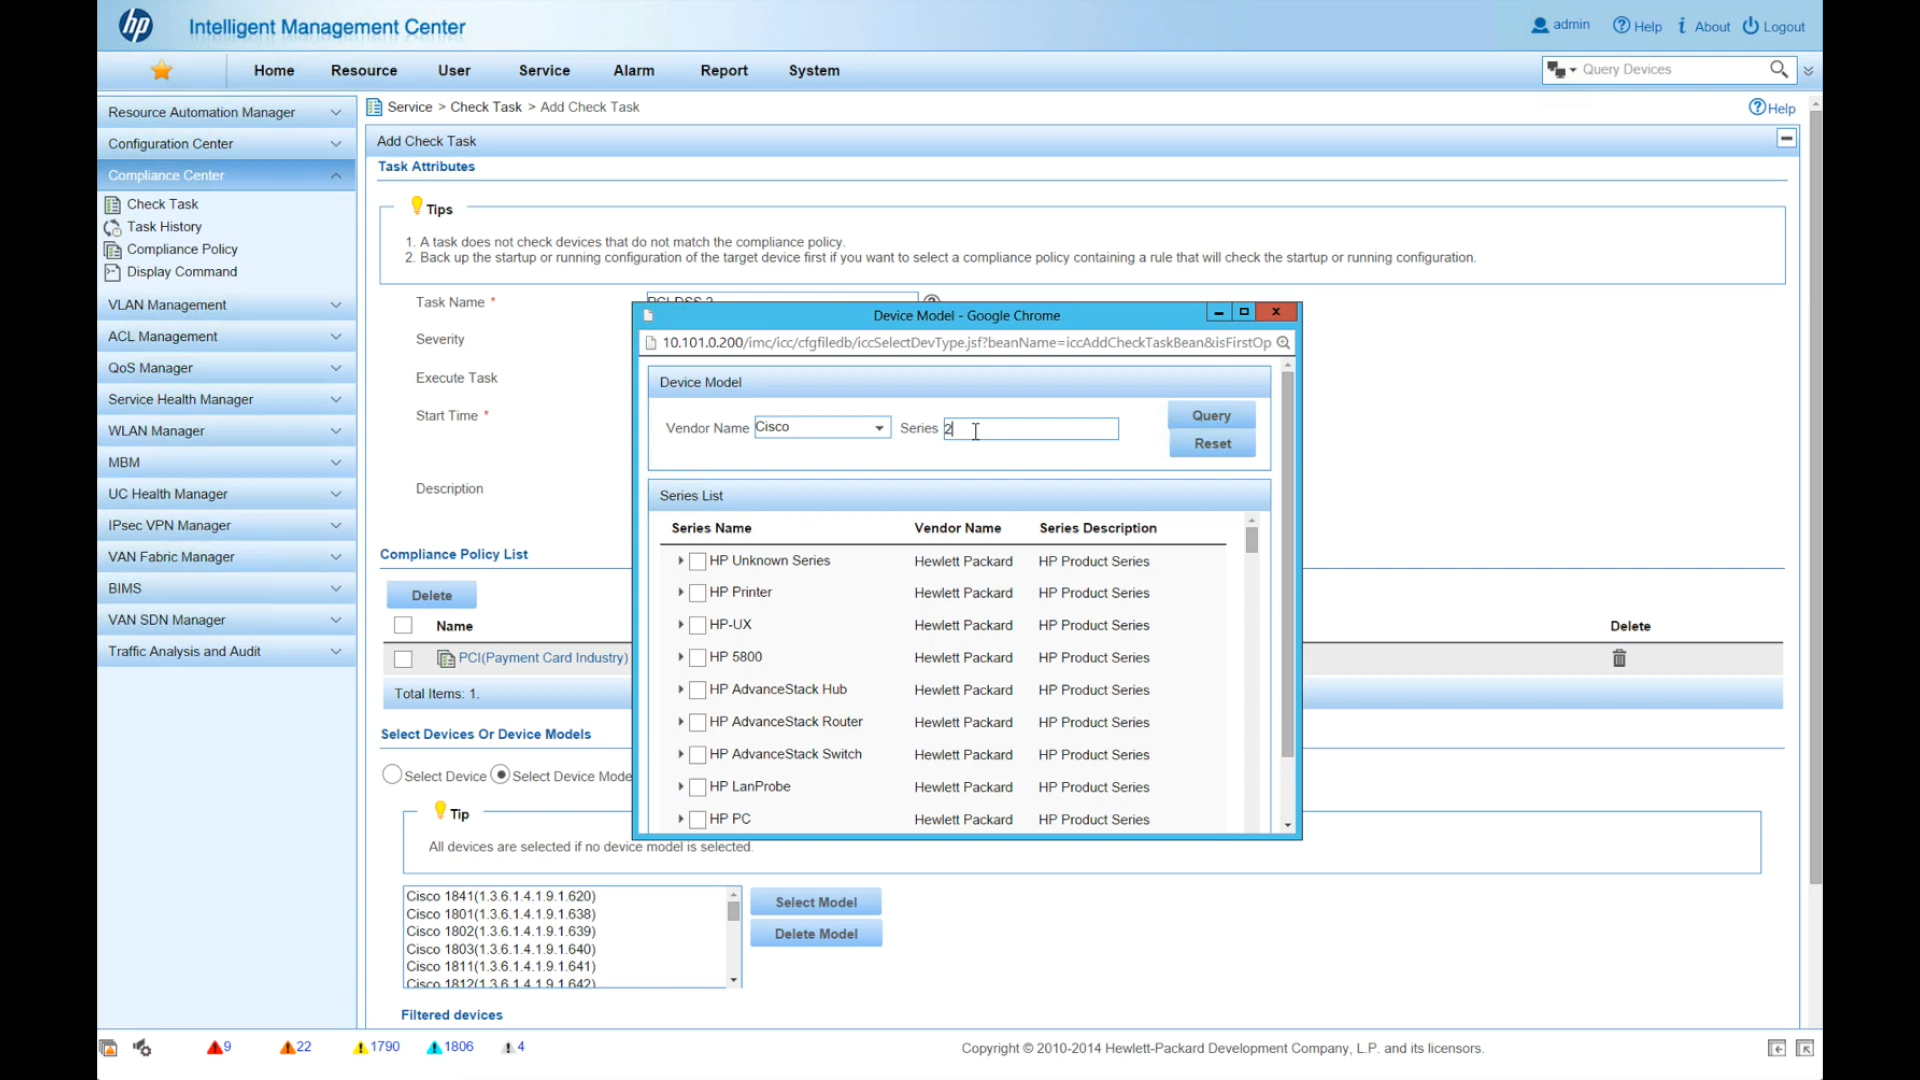 hp Intelligent Management Center
admin Help About Logout
Home Resource User Service Alarm Report System
Query Devices
Resource Automation Manager
Configuration Center
Compliance Center
Check Task
Task History
Compliance Policy
Display Command
VLAN Management
ACL Management
QoS Manager
Service Health Manager
WLAN Manager
MBM
UC Health Manager
IPsec VPN Manager
VAN Fabric Manager
BIMS
VAN SDN Manager
Traffic Analysis and Audit
Service > Check Task > Add Check Task
Help
Add Check Task
Task Attributes
Tips
1. A task does not check devices that do not match the compliance policy.
2. Back up the startup or running configuration of the target device first if you want to select a compliance policy containing a rule that will check the startup or running configuration.
Task Name *
Severity
Execute Task
Start Time *
Description
Compliance Policy List
Delete
Name
Delete
PCI(Payment Card Industry)
Total Items: 1.
Select Devices Or Device Models
Select Device Select Device Mode
Tip
All devices are selected if no device model is selected.
Cisco 1841(1.3.6.1.4.1.9.1.620)
Cisco 1801(1.3.6.1.4.1.9.1.638)
Cisco 1802(1.3.6.1.4.1.9.1.639)
Cisco 1803(1.3.6.1.4.1.9.1.640)
Cisco 1811(1.3.6.1.4.1.9.1.641)
Cisco 1812(1.3.6.1.4.1.9.1.642)
Select Model
Delete Model
Filtered devices
Device Model - Google Chrome
10.101.0.200/imc/icc/cfgfiledb/iccSelectDevType.jsf?beanName=iccAddCheckTaskBean&isFirstOp
Device Model
Vendor Name Cisco Series 2
Query
Reset
Series List
Series Name Vendor Name Series Description
HP Unknown Series Hewlett Packard HP Product Series
HP Printer Hewlett Packard HP Product Series
HP-UX Hewlett Packard HP Product Series
HP 5800 Hewlett Packard HP Product Series
HP AdvanceStack Hub Hewlett Packard HP Product Series
HP AdvanceStack Router Hewlett Packard HP Product Series
HP AdvanceStack Switch Hewlett Packard HP Product Series
HP LanProbe Hewlett Packard HP Product Series
HP PC Hewlett Packard HP Product Series
9 22 1790 1806 4
Copyright © 2010-2014 Hewlett-Packard Development Company, L.P. and its licensors.